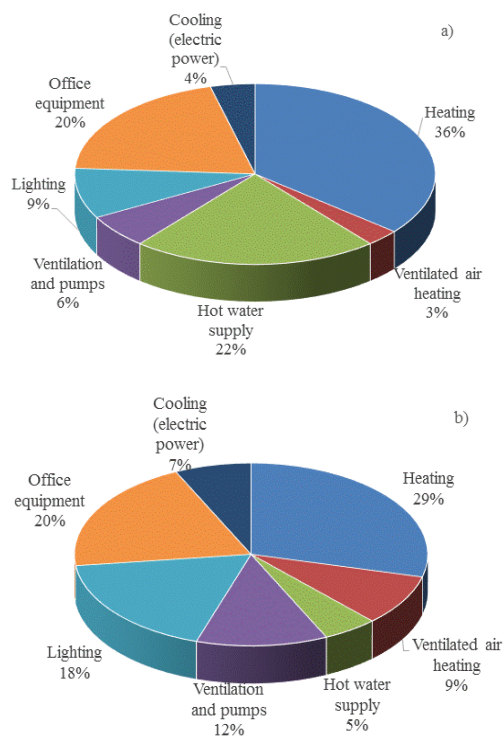 a)
Cooling
(electric
power)
4%
Office
equipment
20%
Heating
36%
Lighting
9%
Ventilation
and pumps
6%
Hot water
supply
22%
Ventilated air
heating
3%
b)
Cooling
(electric
power)
7%
Office
equipment
20%
Heating
29%
Lighting
18%
Ventilation
and pumps
12%
Hot water
supply
5%
Ventilated air
heating
9%